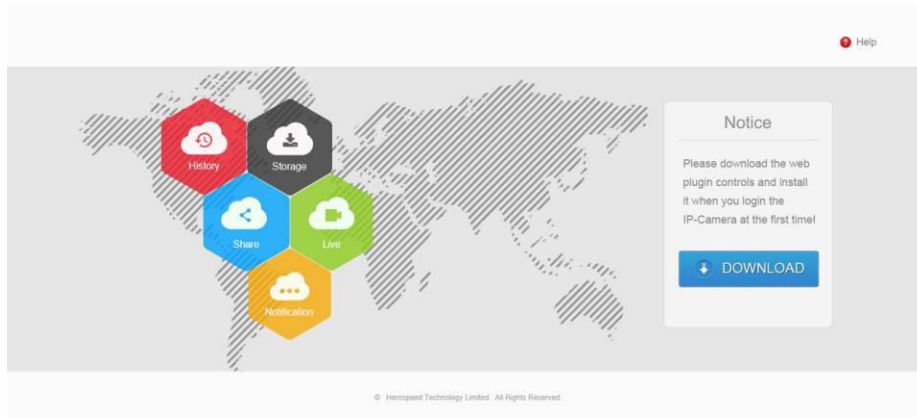 Help
Notice
Please download the web
plugin controls and install
it when you login the
IP-Camera at the first time!
DOWNLOAD
History
Storage
Share
Live
Notification
© Herospeed Technology Limited. All Rights Reserved